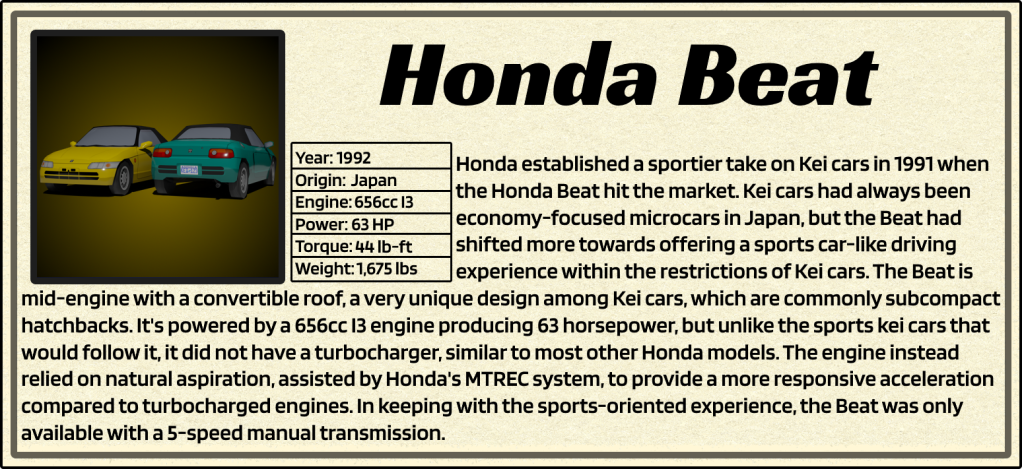 Honda Beat
Year: 1992
Origin: Japan
Engine: 656cc I3
Power: 63 HP
Torque: 44 lb-ft
Weight: 1,675 lbs
Honda established a sportier take on Kei cars in 1991 when
the Honda Beat hit the market. Kei cars had always been
economy-focused microcars in Japan, but the Beat had
shifted more towards offering a sports car-like driving
experience within the restrictions of Kei cars. The Beat is
mid-engine with a convertible roof, a very unique design among Kei cars, which are commonly subcompact
hatchbacks. It's powered by a 656cc I3 engine producing 63 horsepower, but unlike the sports kei cars that
would follow it, it did not have a turbocharger, similar to most other Honda models. The engine instead
relied on natural aspiration, assisted by Honda's MTREC system, to provide a more responsive acceleration
compared to turbocharged engines. In keeping with the sports-oriented experience, the Beat was only
available with a 5-speed manual transmission.